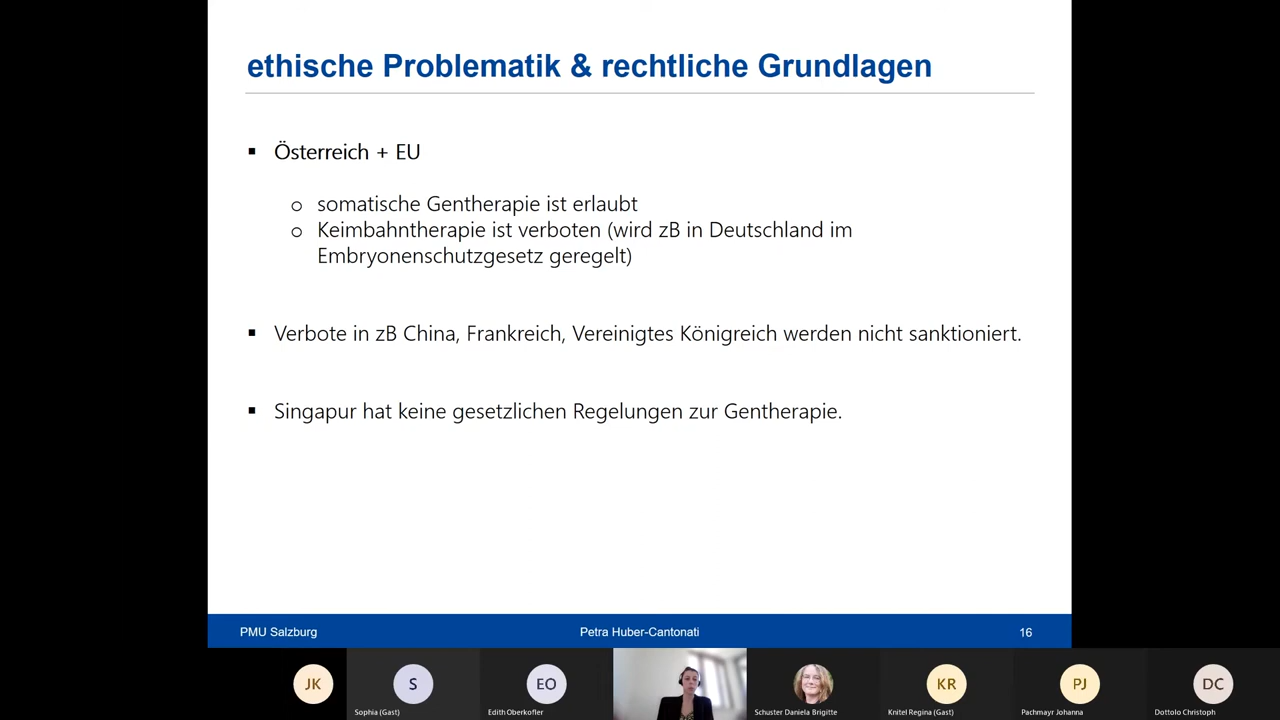 ethische Problematik & rechtliche Grundlagen
▪ Österreich + EU
o somatische Gentherapie ist erlaubt
o Keimbahntherapie ist verboten (wird zB in Deutschland im
Embryonenschutzgesetz geregelt)
▪ Verbote in zB China, Frankreich, Vereinigtes Königreich werden nicht sanktioniert.
▪ Singapur hat keine gesetzlichen Regelungen zur Gentherapie.
PMU Salzburg Petra Huber-Cantonati 16
JK S EO KR PJ DC
Sophia (Gast) Edith Oberkofler Schuster Daniela Brigitte Knitel Regina (Gast) Pachmayr Johanna Dottolo Christoph